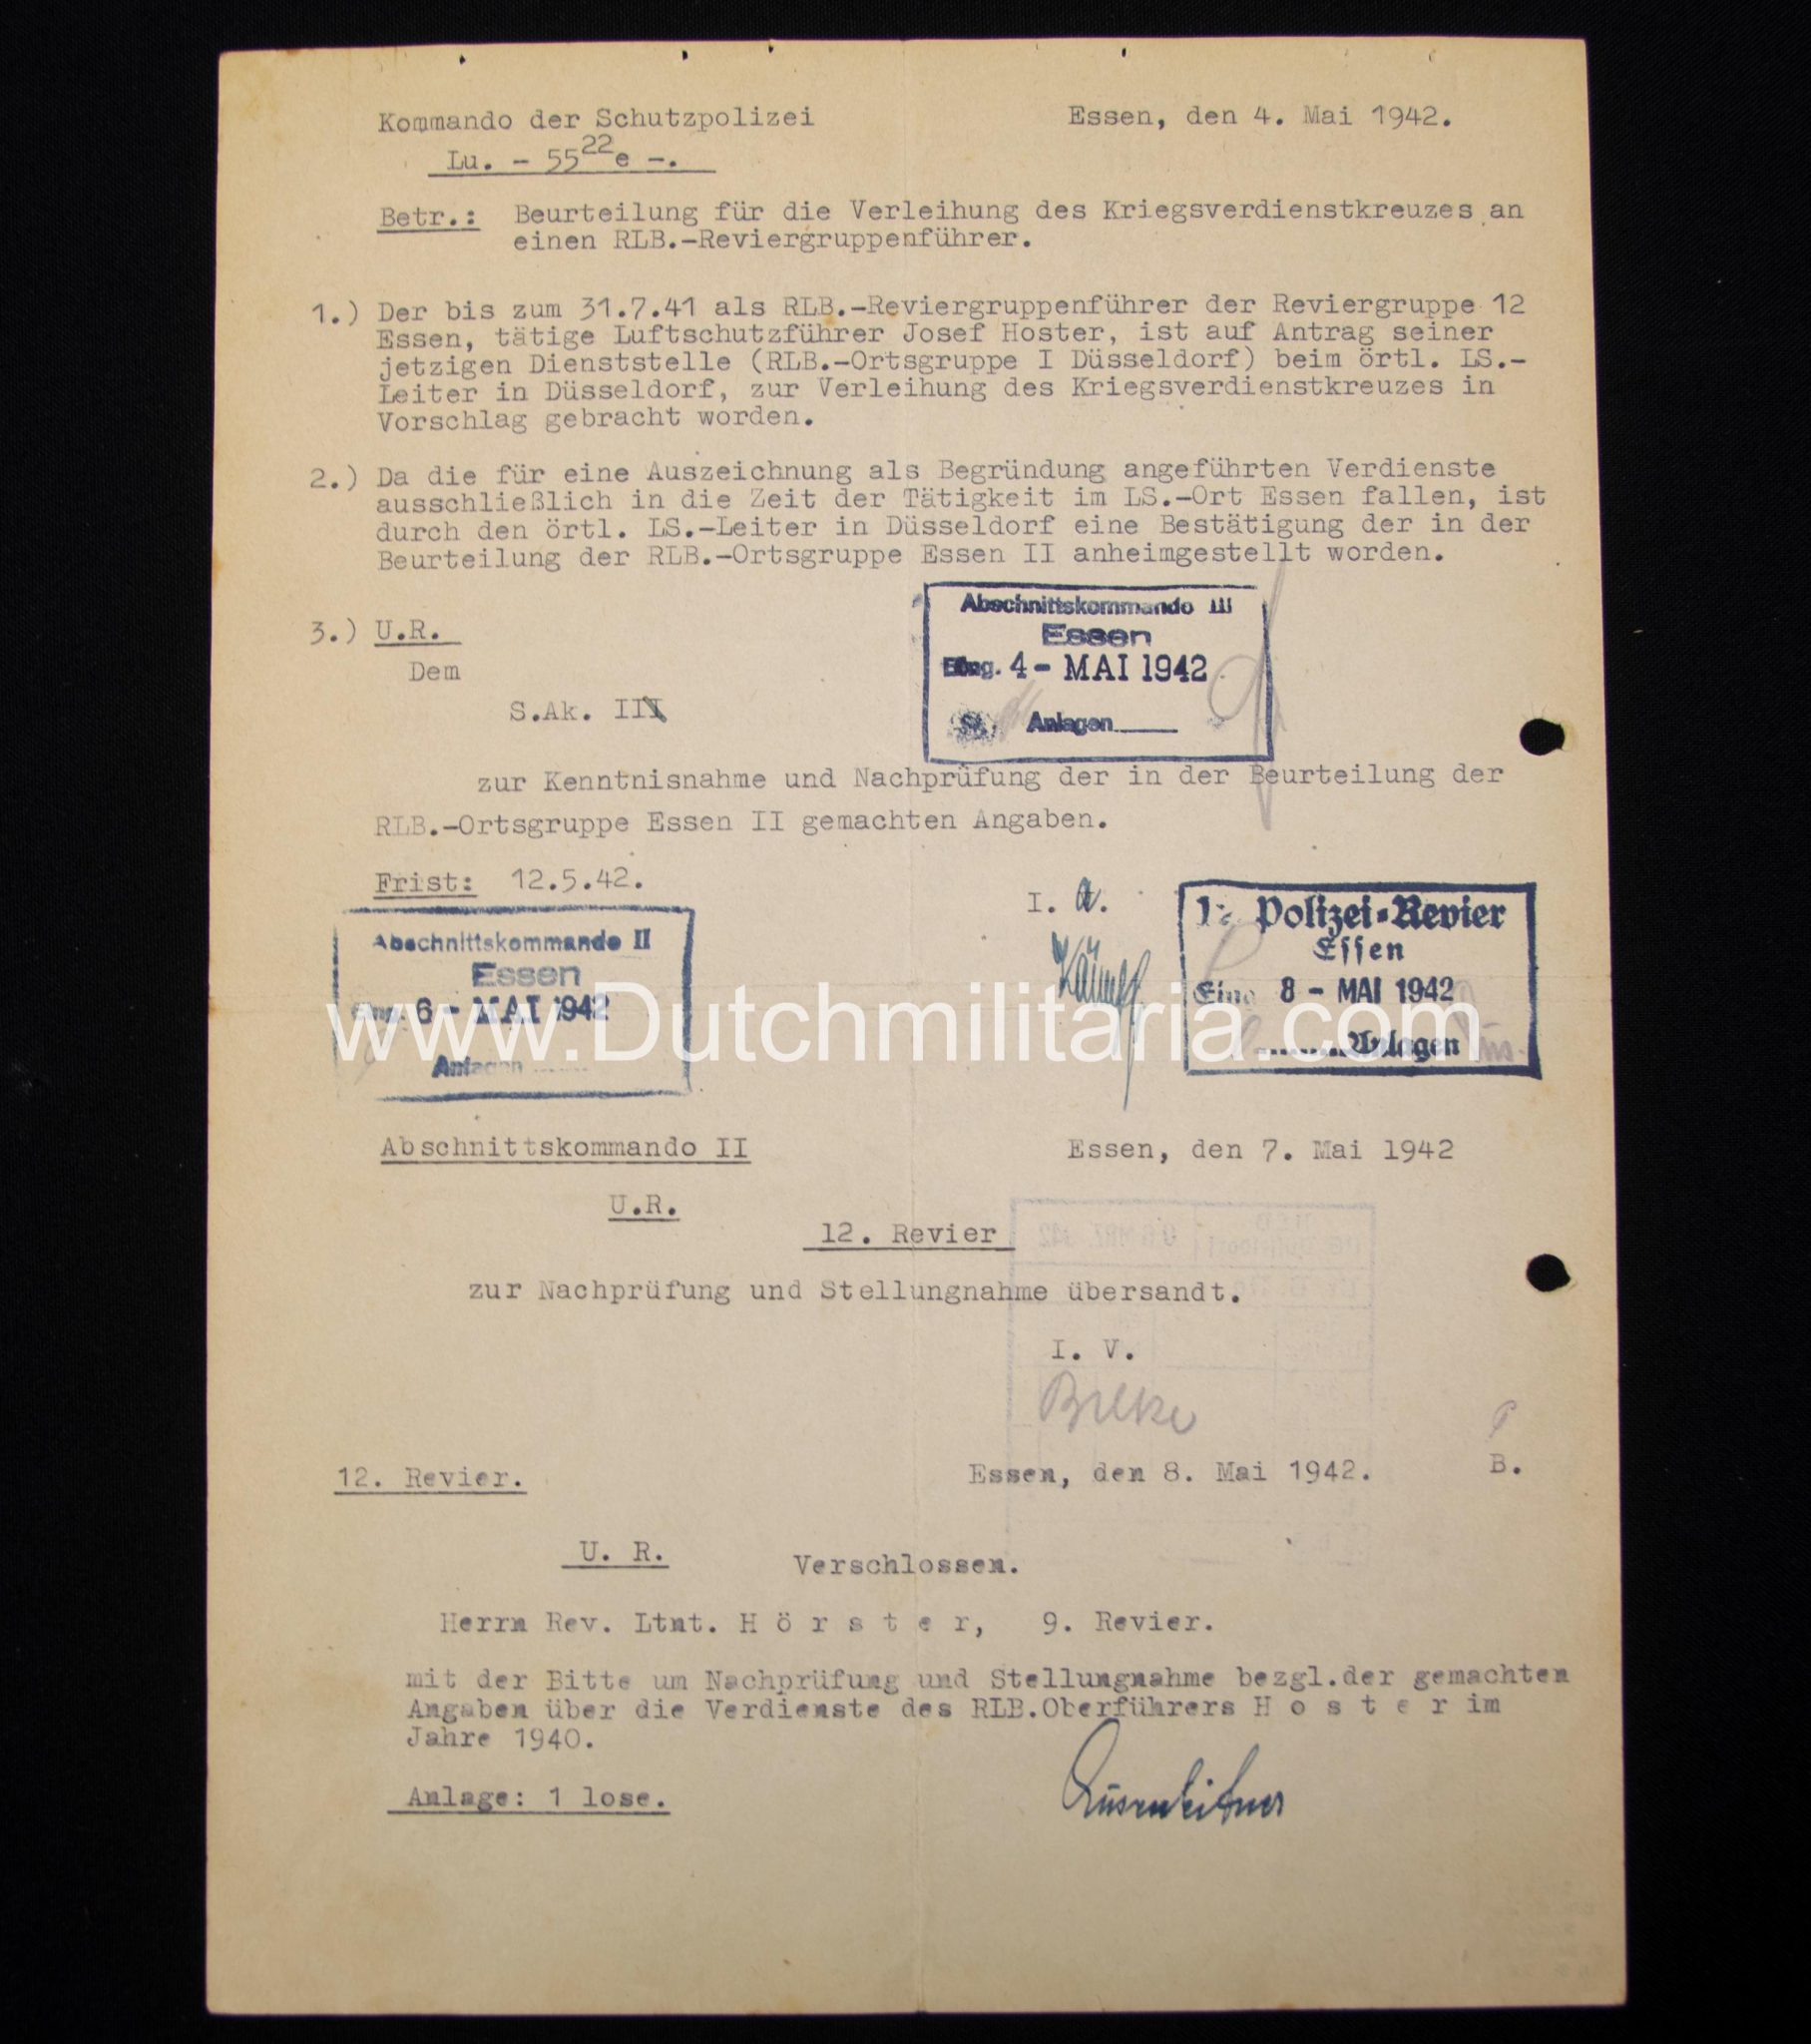 Kommando der Schutzpolizei
Essen, den 4. Mai 1942.
Lu. - 55 22 e -.
Betr.: Beurteilung für die Verleihung des Kriegsverdienstkreuzes an
einen RLB.-Reviergruppenführer.
1.) Der bis zum 31.7.41 als RLB.-Reviergruppenführer der Reviergruppe 12
Essen, tätige Luftschutzführer Josef Hoster, ist auf Antrag seiner
jetzigen Dienststelle (RLB.-Ortsgruppe I Düsseldorf) beim örtl. LS.-
Leiter in Düsseldorf, zur Verleihung des Kriegsverdienstkreuzes in
Vorschlag gebracht worden.
2.) Da die für eine Auszeichnung als Begründung angeführten Verdienste
ausschließlich in die Zeit der Tätigkeit im LS.-Ort Essen fallen, ist
durch den örtl. LS.-Leiter in Düsseldorf eine Bestätigung der in der
Beurteilung der RLB.-Ortsgruppe Essen II anheimgestellt worden.
Abschnittskommando III
Essen
Eing. 4 - MAI 1942
Anlagen
3.) U.R.
Dem
S.Ak. III
zur Kenntnisnahme und Nachprüfung der in der Beurteilung der
RLB.-Ortsgruppe Essen II gemachten Angaben.
Frist: 12.5.42.
I. A.
Abschnittskommando II
Essen
Eing. 6 - MAI 1942
Anlagen
Polizei-Revier
Essen
Eing 8 - MAI 1942
Anlagen
www.Dutchmilitaria.com
Abschnittskommando II
Essen, den 7. Mai 1942
U.R.
12. Revier
zur Nachprüfung und Stellungnahme übersandt.
I. V.
12. Revier.
Essen, den 8. Mai 1942.
B.
U. R.
Verschlossen.
Herrn Rev. Ltnt. H ö r s t e r, 9. Revier.
mit der Bitte um Nachprüfung und Stellungnahme bezgl.der gemachten
Angaben über die Verdienste des RLB.Oberführers H o s t e r im
Jahre 1940.
Anlage: 1 lose.